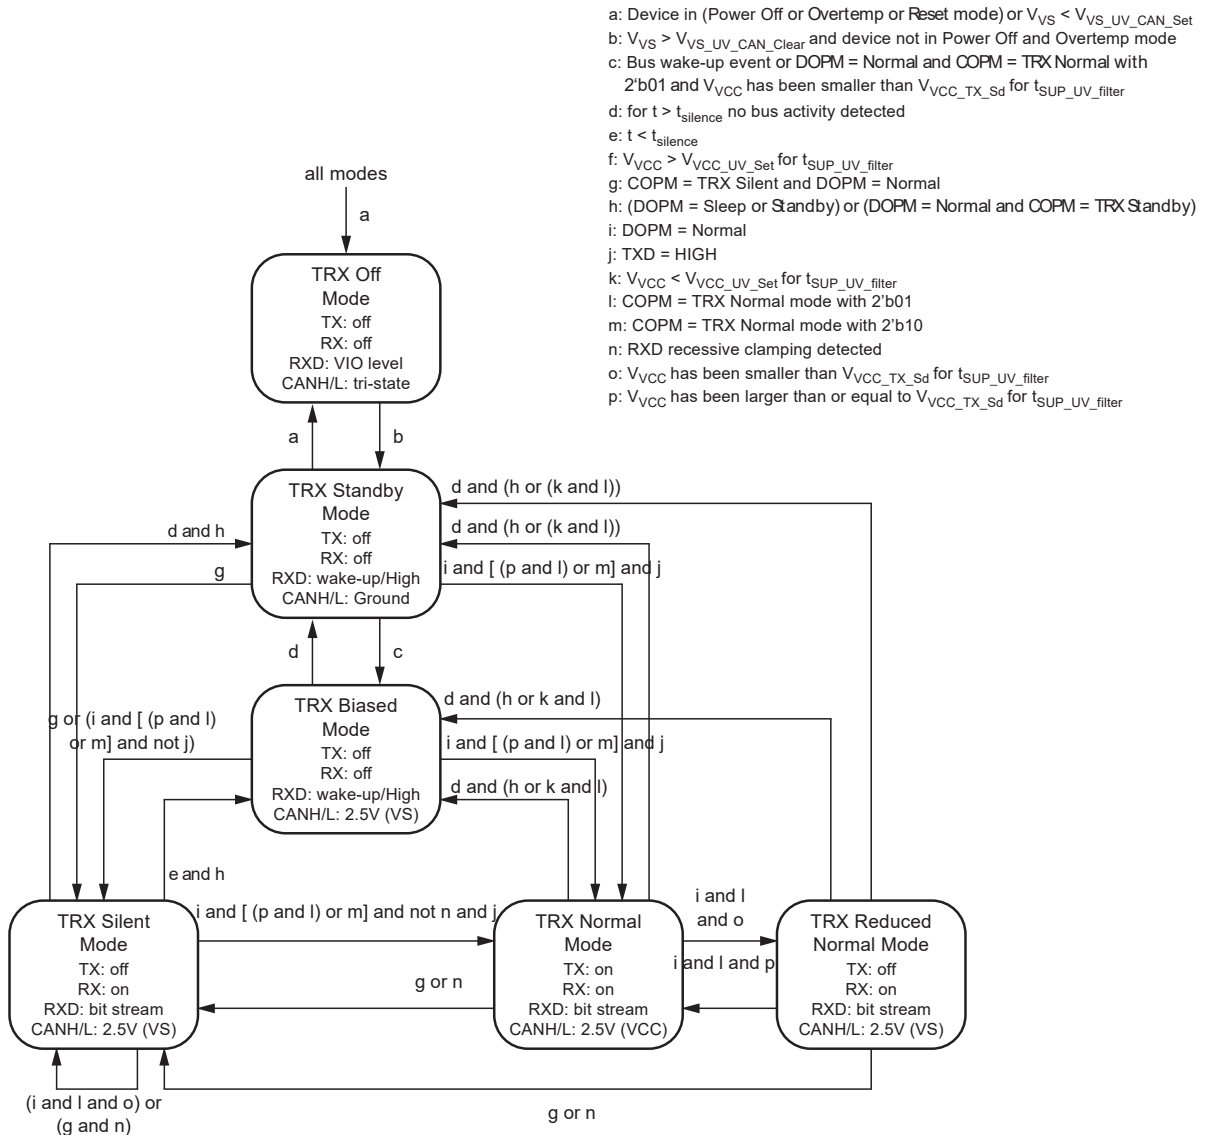 a: Device in (Power Off or Overtemp or Reset mode) or V_VS < V_VS_UV_CAN_Set
b: V_VS > V_VS_UV_CAN_Clear and device not in Power Off and Overtemp mode
c: Bus wake-up event or DOPM = Normal and COPM = TRX Normal with
2'b01 and V_VCC has been smaller than V_VCC_TX_Sd for t_SUP_UV_filter
d: for t > t_silence no bus activity detected
e: t < t_silence
f: V_VCC > V_VCC_UV_Set for t_SUP_UV_filter
g: COPM = TRX Silent and DOPM = Normal
h: (DOPM = Sleep or Standby) or (DOPM = Normal and COPM = TRX Standby)
i: DOPM = Normal
j: TXD = HIGH
k: V_VCC < V_VCC_UV_Set for t_SUP_UV_filter
l: COPM = TRX Normal mode with 2'b01
m: COPM = TRX Normal mode with 2'b10
n: RXD recessive clamping detected
o: V_VCC has been smaller than V_VCC_TX_Sd for t_SUP_UV_filter
p: V_VCC has been larger than or equal to V_VCC_TX_Sd for t_SUP_UV_filter
all modes
a
TRX Off
Mode
TX: off
RX: off
RXD: VIO level
CANH/L: tri-state
a
b
TRX Standby
Mode
TX: off
RX: off
RXD: wake-up/High
CANH/L: Ground
d and h
g
d and (h or (k and l))
d and (h or (k and l))
i and [ (p and l) or m] and j
d
c
TRX Biased
Mode
TX: off
RX: off
RXD: wake-up/High
CANH/L: 2.5V (VS)
g or (i and [ (p and l)
or m] and not j)
d and (h or k and l)
i and [ (p and l) or m] and j
d and (h or k and l)
e and h
TRX Silent
Mode
TX: off
RX: on
RXD: bit stream
CANH/L: 2.5V (VS)
i and [ (p and l) or m] and not n and j
g or n
TRX Normal
Mode
TX: on
RX: on
RXD: bit stream
CANH/L: 2.5V (VCC)
i and l
and o
i and l and p
TRX Reduced
Normal Mode
TX: off
RX: on
RXD: bit stream
CANH/L: 2.5V (VS)
(i and l and o) or
(g and n)
g or n